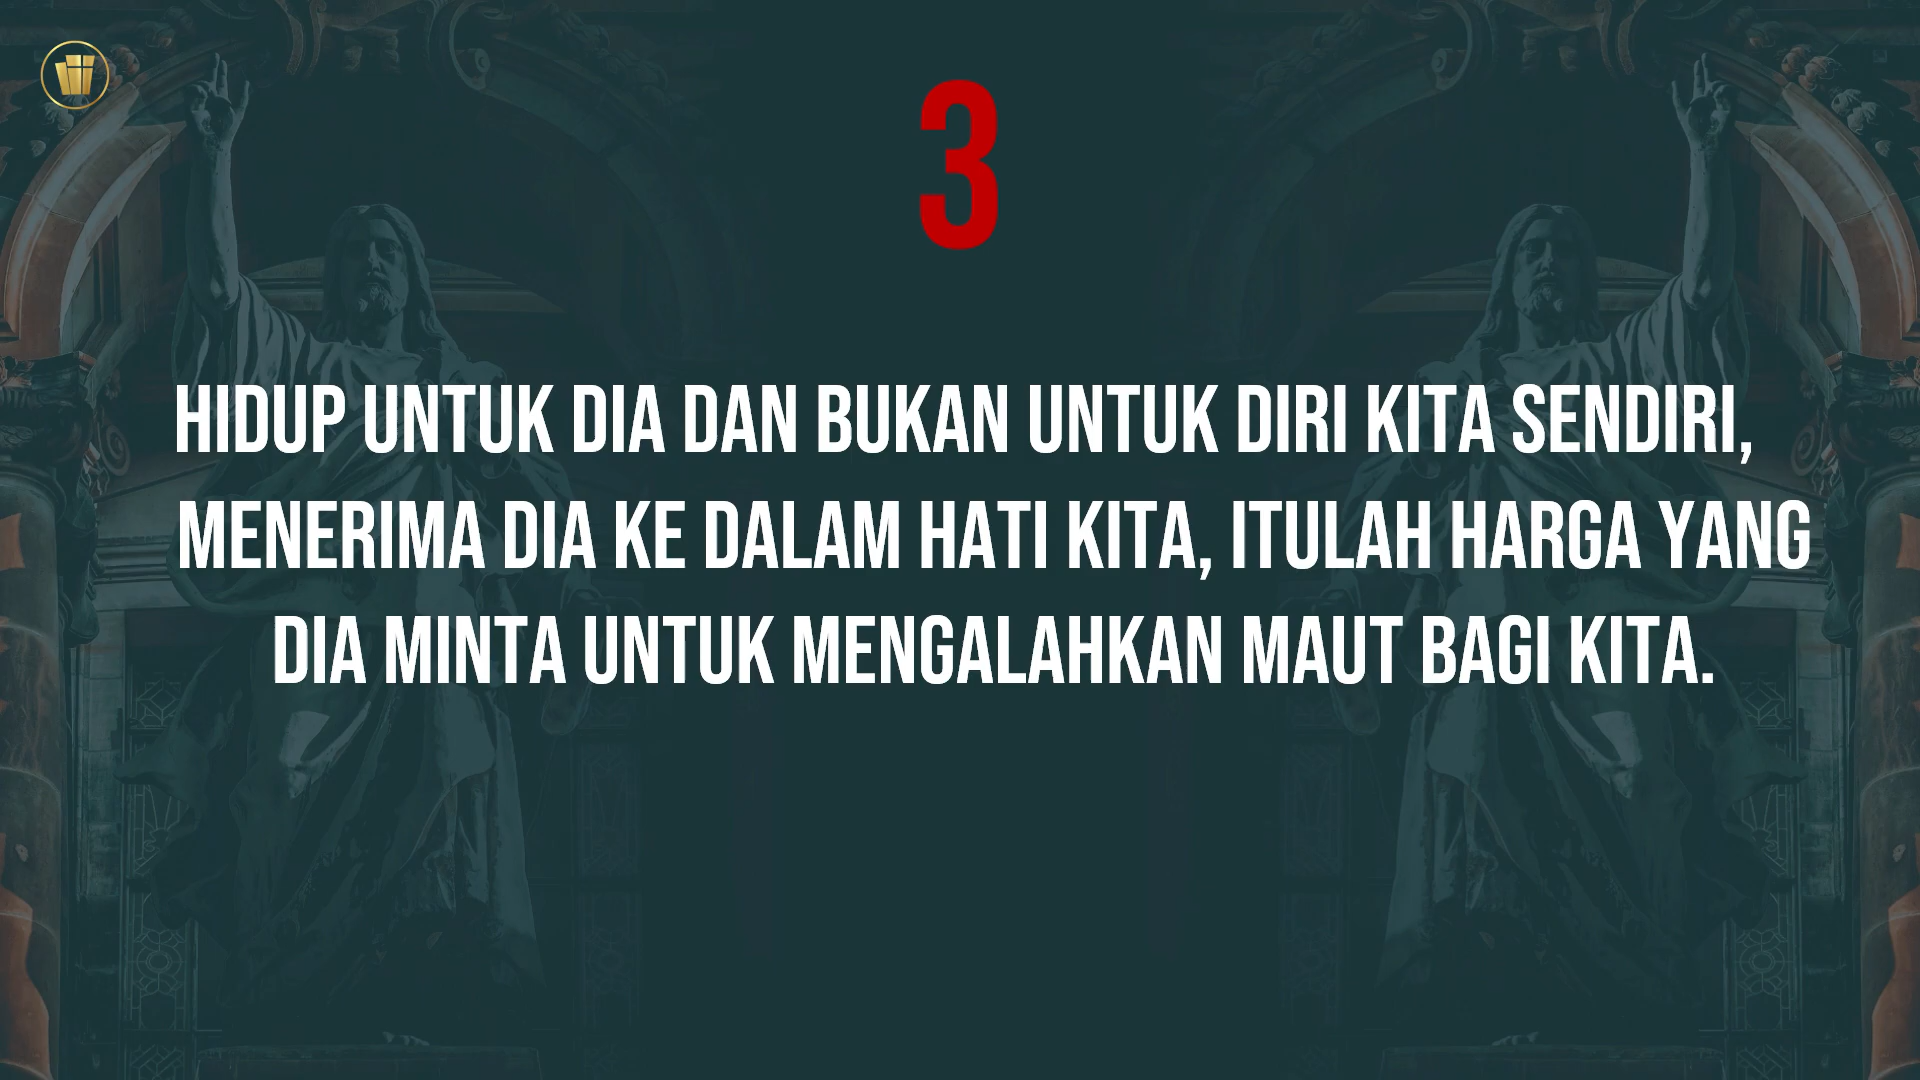 3
HIDUP UNTUK DIA DAN BUKAN UNTUK DIRI KITA SENDIRI,
MENERIMA DIA KE DALAM HATI KITA, ITULAH HARGA YANG
DIA MINTA UNTUK MENGALAHKAN MAUT BAGI KITA.